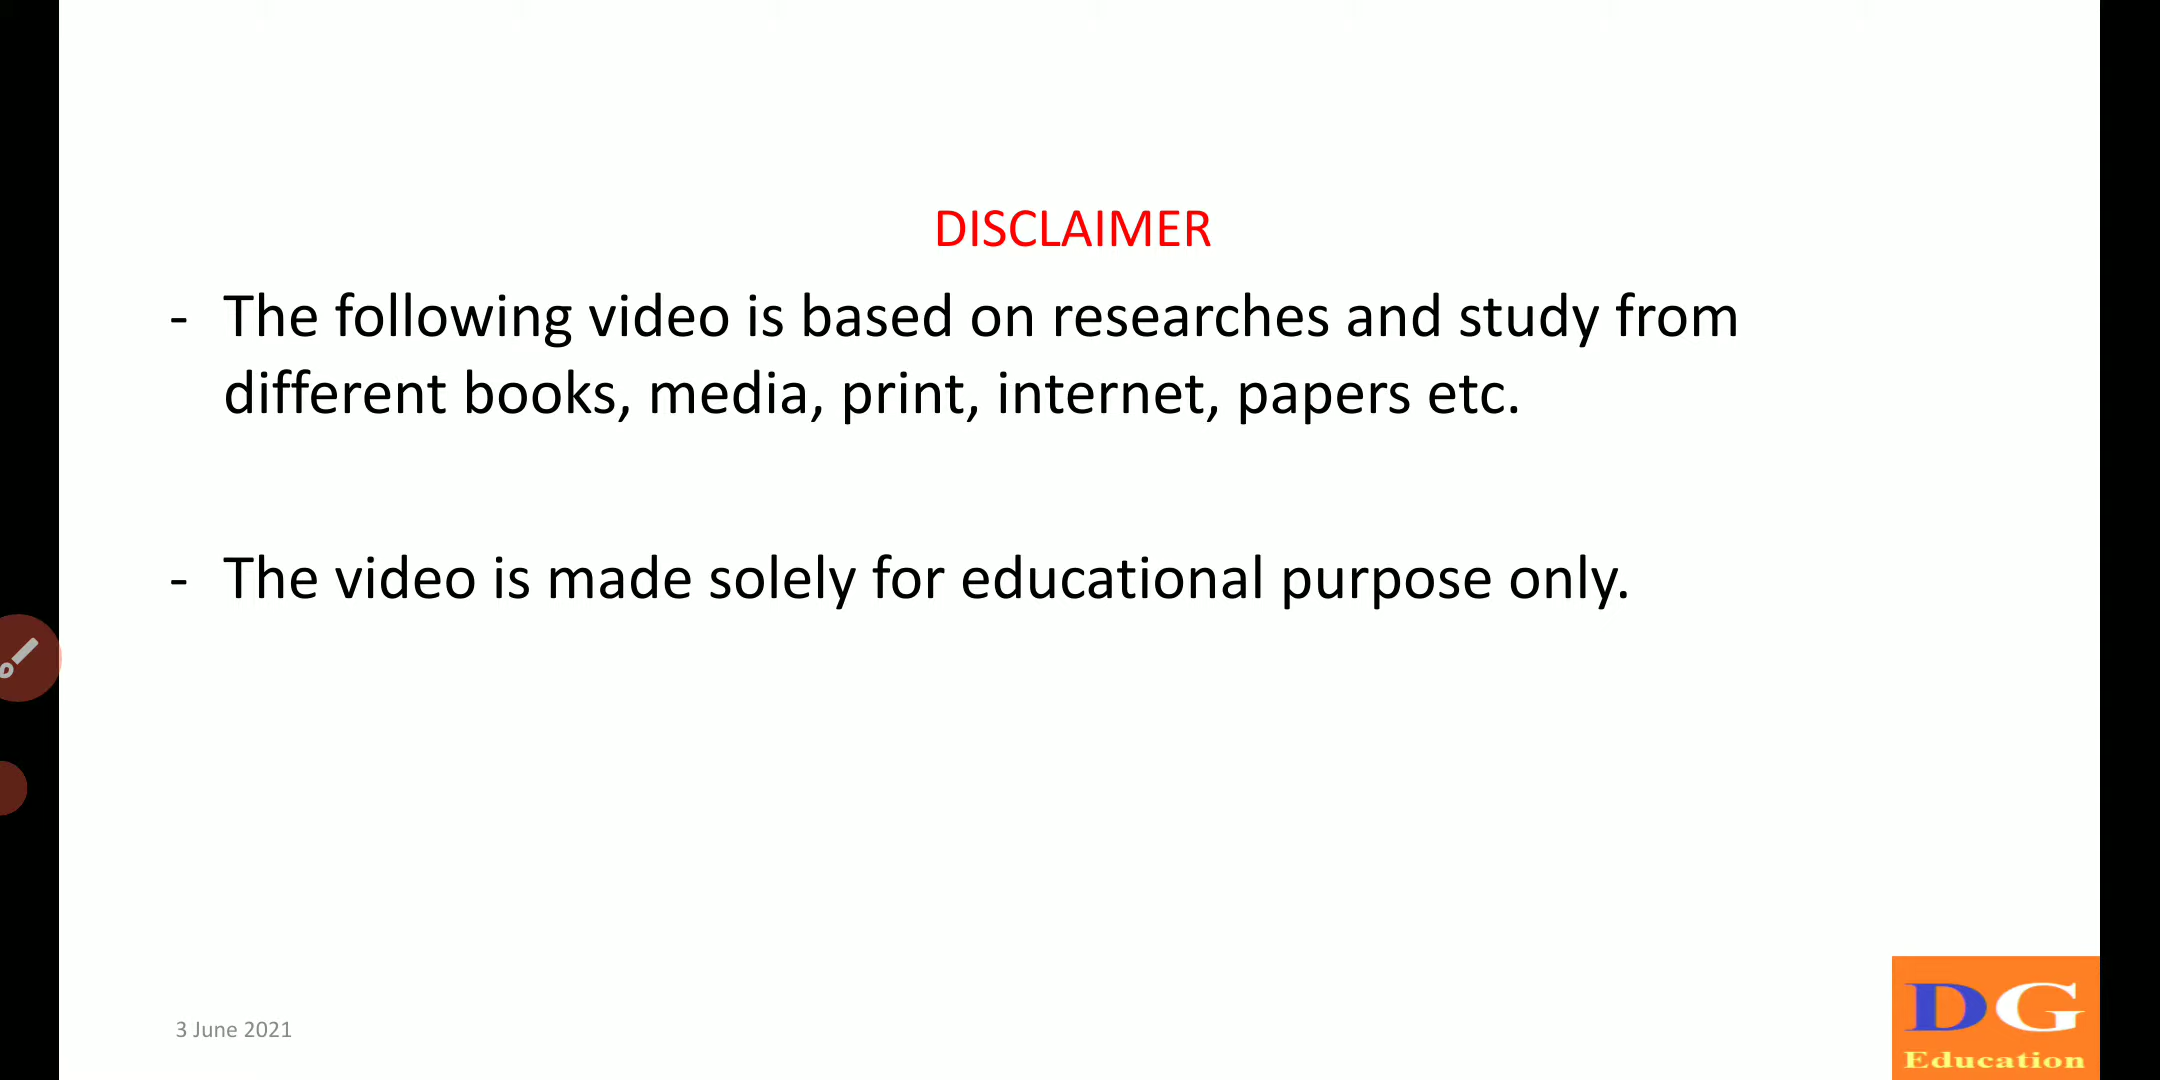 DISCLAIMER
- The following video is based on researches and study from
different books, media, print, internet, papers etc.
- The video is made solely for educational purpose only.
3 June 2021
DG
Education